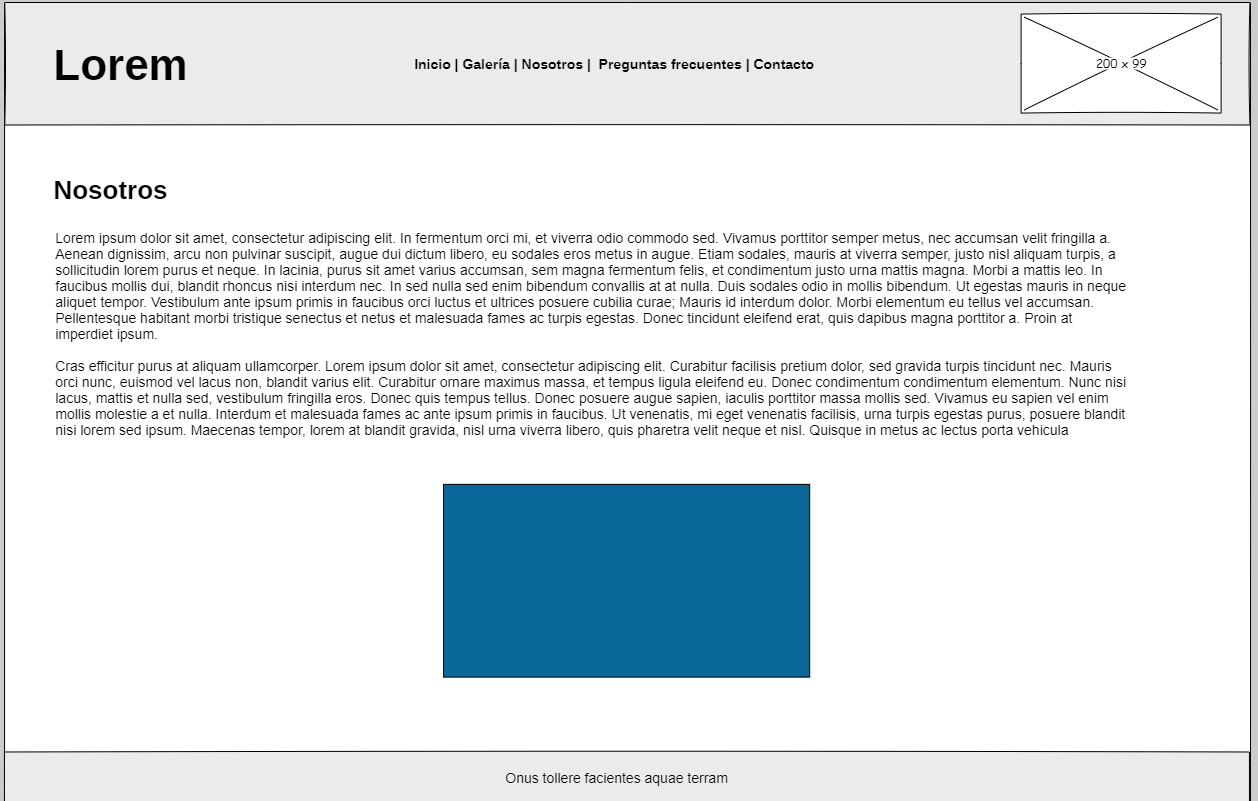 Lorem
Inicio | Galería | Nosotros |  Preguntas frecuentes | Contacto
200 × 99
Nosotros
Lorem ipsum dolor sit amet, consectetur adipiscing elit. In fermentum orci mi, et viverra odio commodo sed. Vivamus porttitor semper metus, nec accumsan velit fringilla a.
Aenean dignissim, arcu non pulvinar suscipit, augue dui dictum libero, eu sodales eros metus in augue. Etiam sodales, mauris at viverra semper, justo nisl aliquam turpis, a
sollicitudin lorem purus et neque. In lacinia, purus sit amet varius accumsan, sem magna fermentum felis, et condimentum justo urna mattis magna. Morbi a mattis leo. In
faucibus mollis dui, blandit rhoncus nisi interdum nec. In sed nulla sed enim bibendum convallis at at nulla. Duis sodales odio in mollis bibendum. Ut egestas mauris in neque
aliquet tempor. Vestibulum ante ipsum primis in faucibus orci luctus et ultrices posuere cubilia curae; Mauris id interdum dolor. Morbi elementum eu tellus vel accumsan.
Pellentesque habitant morbi tristique senectus et netus et malesuada fames ac turpis egestas. Donec tincidunt eleifend erat, quis dapibus magna porttitor a. Proin at
imperdiet ipsum.
Cras efficitur purus at aliquam ullamcorper. Lorem ipsum dolor sit amet, consectetur adipiscing elit. Curabitur facilisis pretium dolor, sed gravida turpis tincidunt nec. Mauris
orci nunc, euismod vel lacus non, blandit varius elit. Curabitur ornare maximus massa, et tempus ligula eleifend eu. Donec condimentum condimentum elementum. Nunc nisi
lacus, mattis et nulla sed, vestibulum fringilla eros. Donec quis tempus tellus. Donec posuere augue sapien, iaculis porttitor massa mollis sed. Vivamus eu sapien vel enim
mollis molestie a et nulla. Interdum et malesuada fames ac ante ipsum primis in faucibus. Ut venenatis, mi eget venenatis facilisis, urna turpis egestas purus, posuere blandit
nisi lorem sed ipsum. Maecenas tempor, lorem at blandit gravida, nisl urna viverra libero, quis pharetra velit neque et nisl. Quisque in metus ac lectus porta vehicula
Onus tollere facientes aquae terram